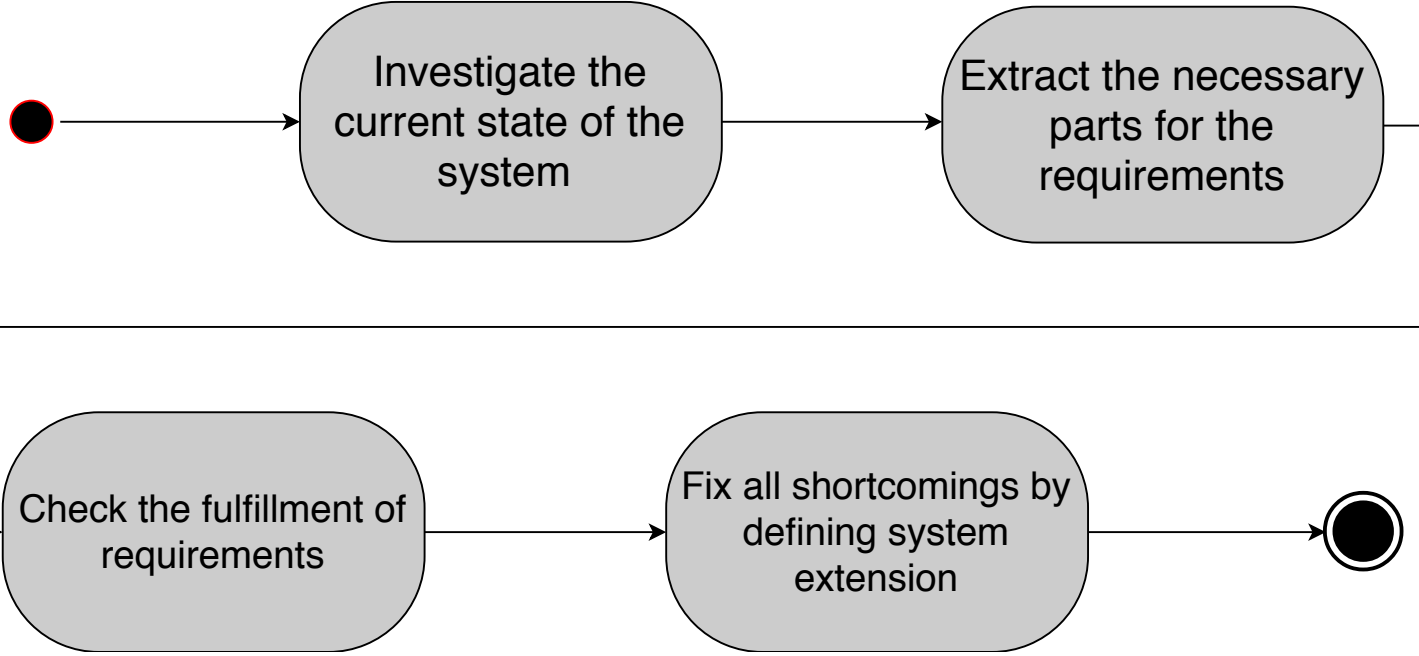 Investigate the
current state of the
system
Extract the necessary
parts for the
requirements
Check the fulfillment of
requirements
Fix all shortcomings by
defining system
extension